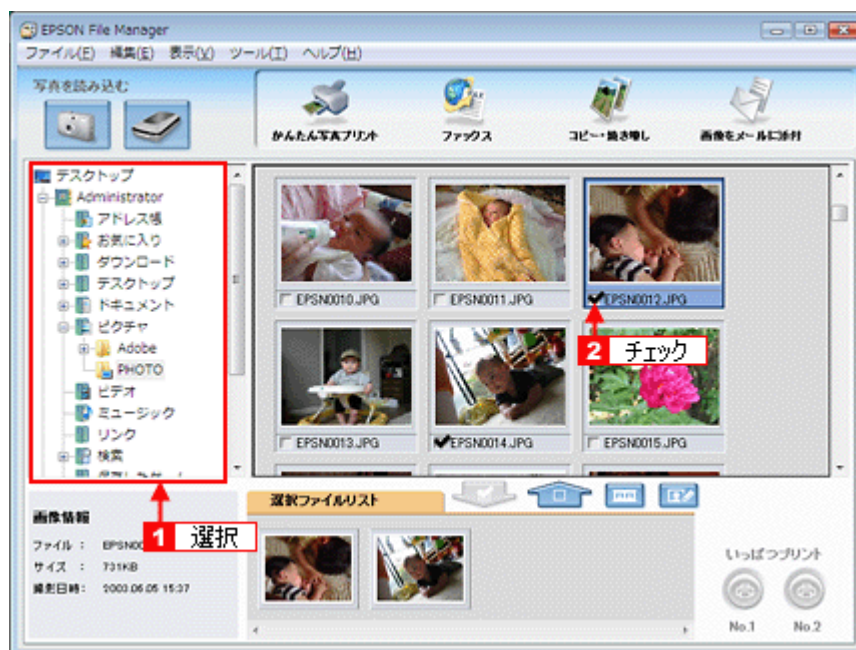 EPSON File Manager
ファイル(F) 編集(E) 表示(V) ツール(T) ヘルプ(H)
写真を読み込む
かんたん写真プリント
ファックス
コピー・焼き増し
画像をメールに添付
デスクトップ
Administrator
アドレス帳
お気に入り
ダウンロード
デスクトップ
ドキュメント
ピクチャ
Adobe
PHOTO
ビデオ
ミュージック
リンク
検索
EPSN0010.JPG
EPSN0011.JPG
EPSN0012.JPG
2 チェック
EPSN0013.JPG
EPSN0014.JPG
EPSN0015.JPG
1 選択
選択ファイルリスト
画像情報
ファイル :
サイズ : 731KB
撮影日時: 2003.06.05 15:37
いっぱつプリント
No.1 No.2